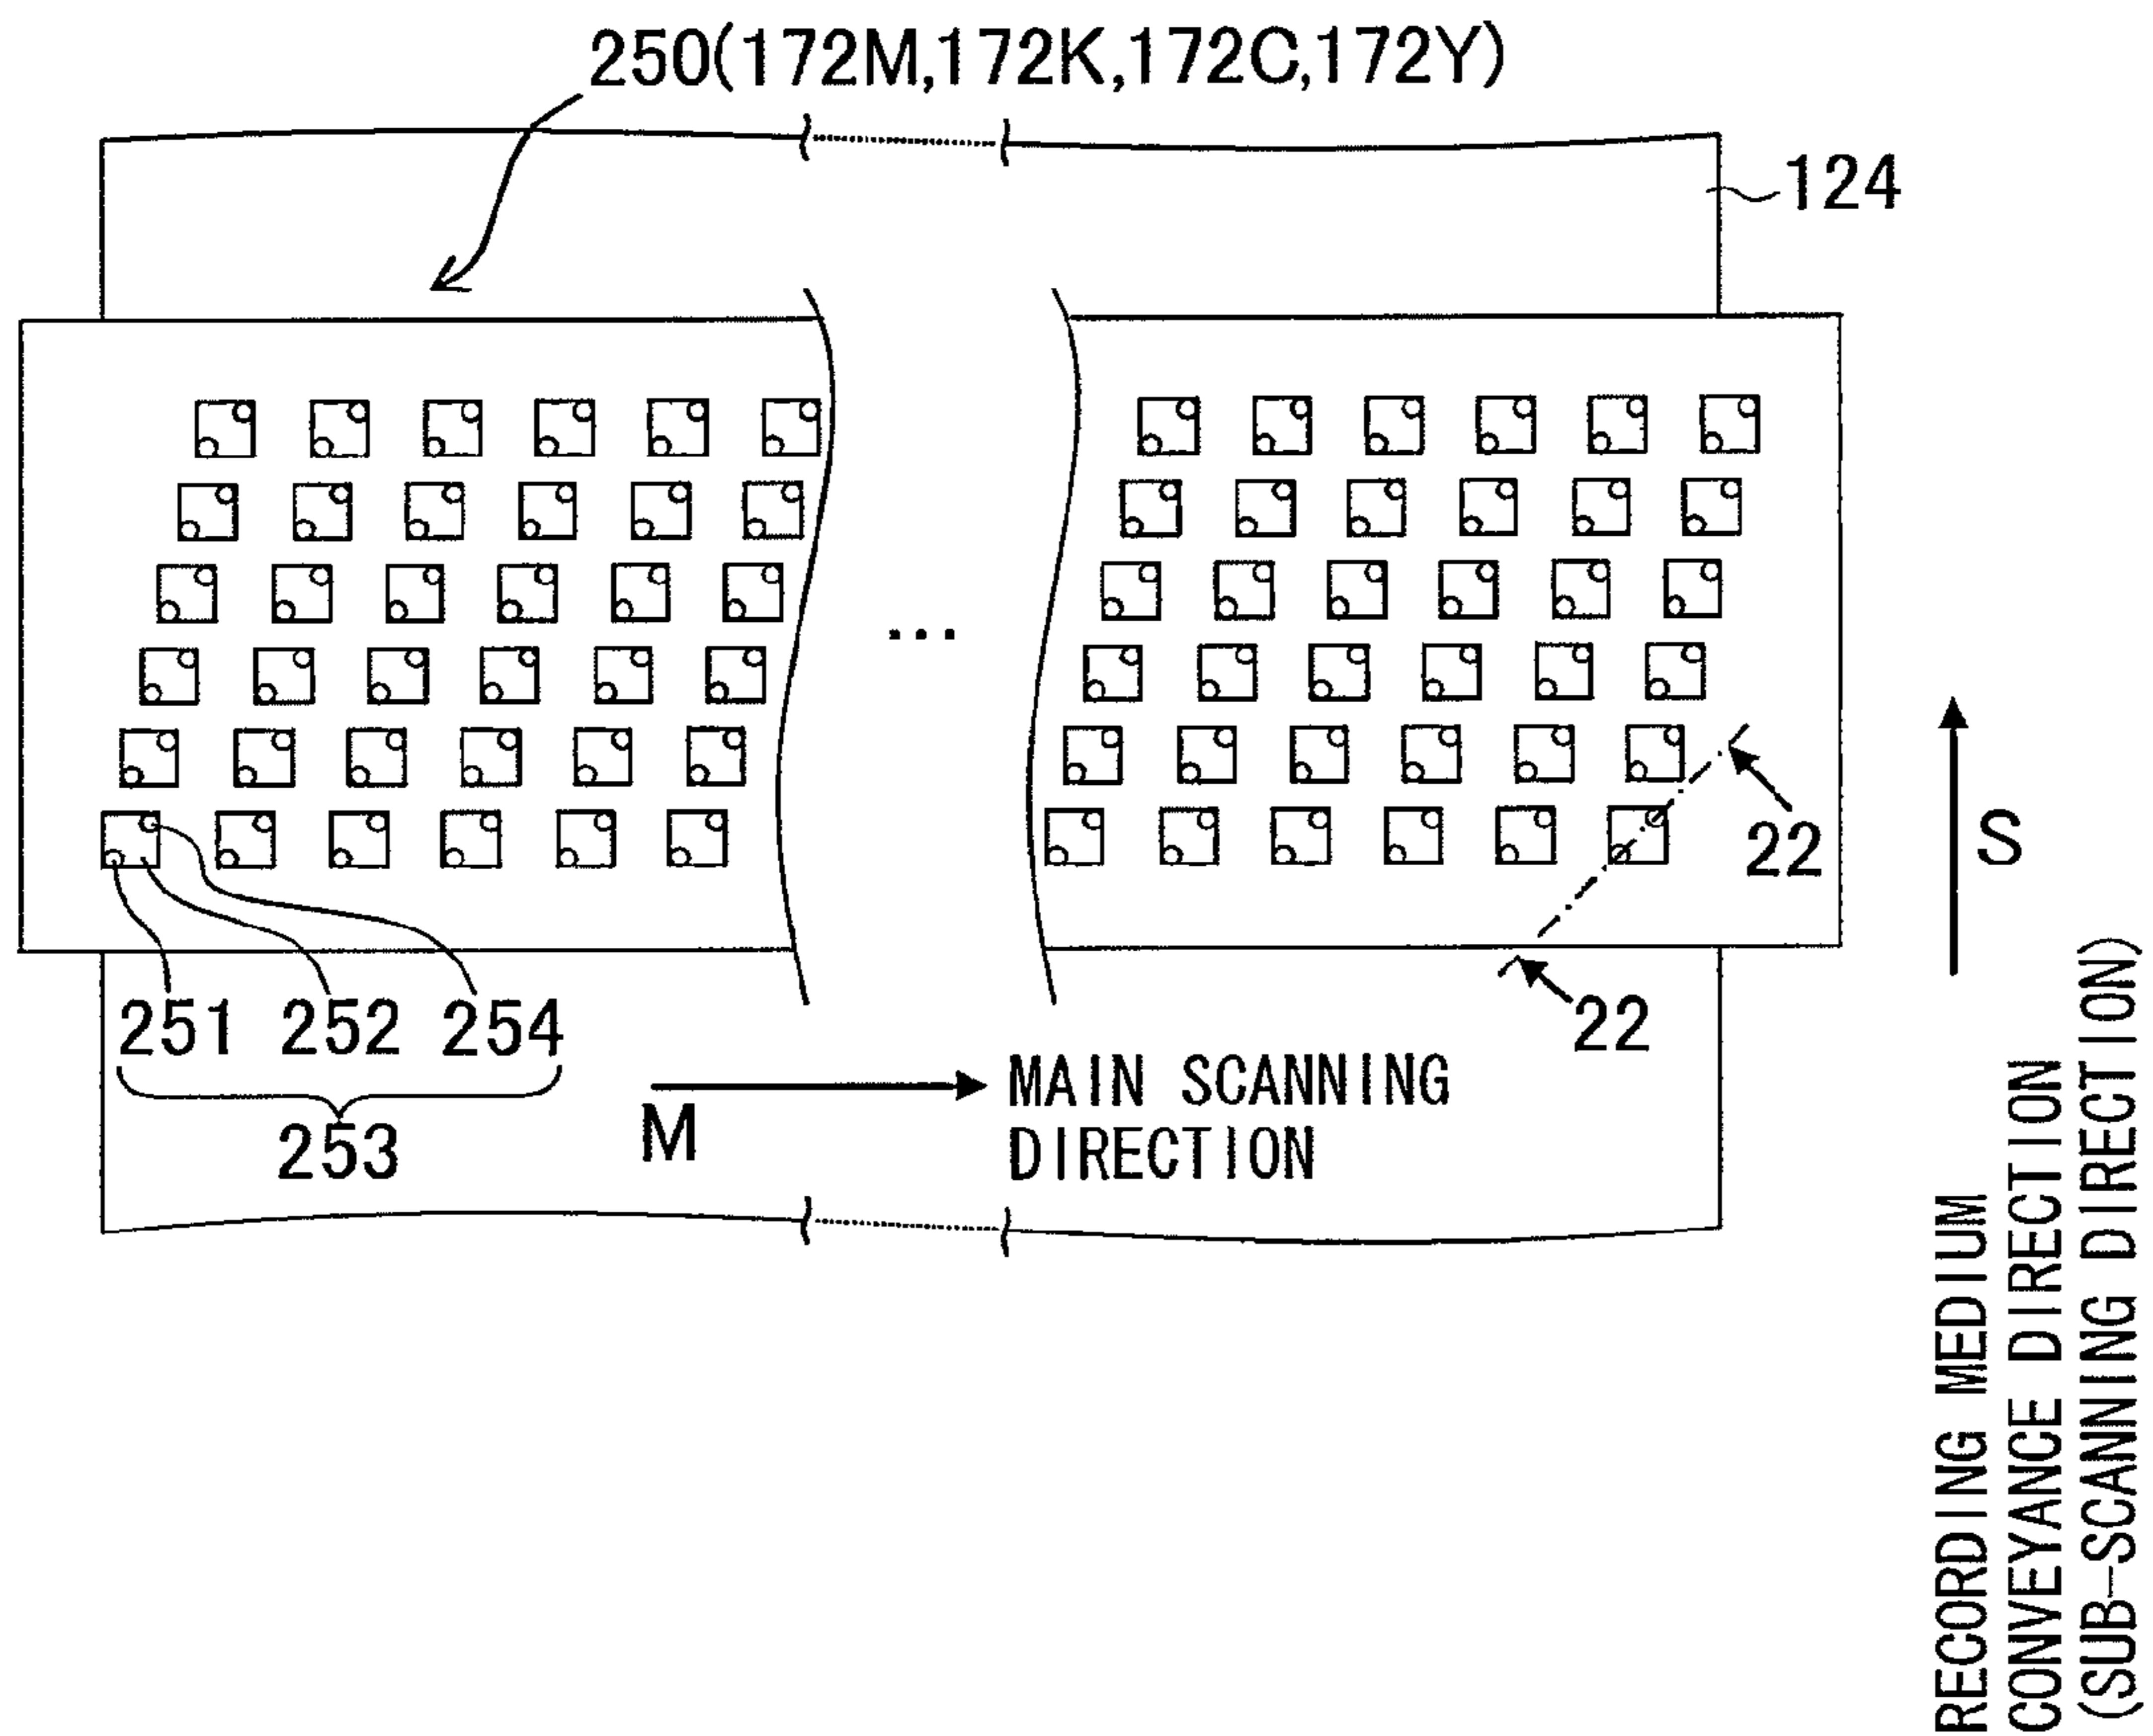 250(172M,172K,172C,172Y)
124
...
22
S
22
251 252 254
253
M
MAIN SCANNING
DIRECTION
RECORDING MEDIUM
CONVEYANCE DIRECTION
(SUB-SCANNING DIRECTION)